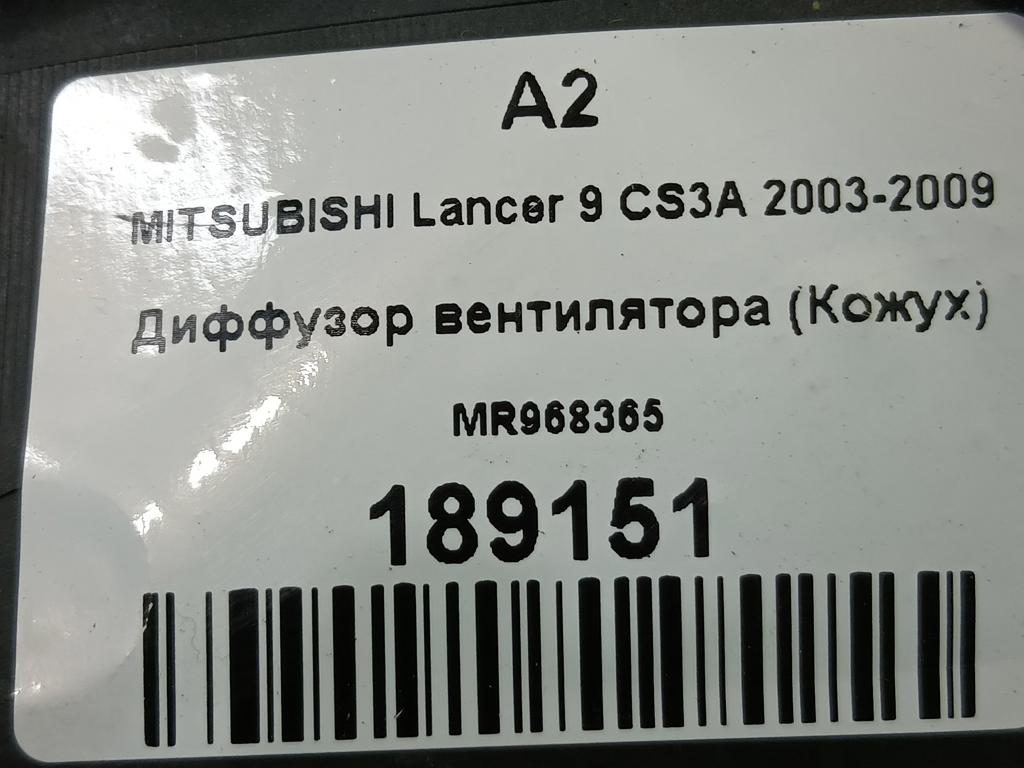 A2
MITSUBISHI Lancer 9 CS3A 2003-2009
Диффузор вентилятора (Кожух)
MR968365
189151